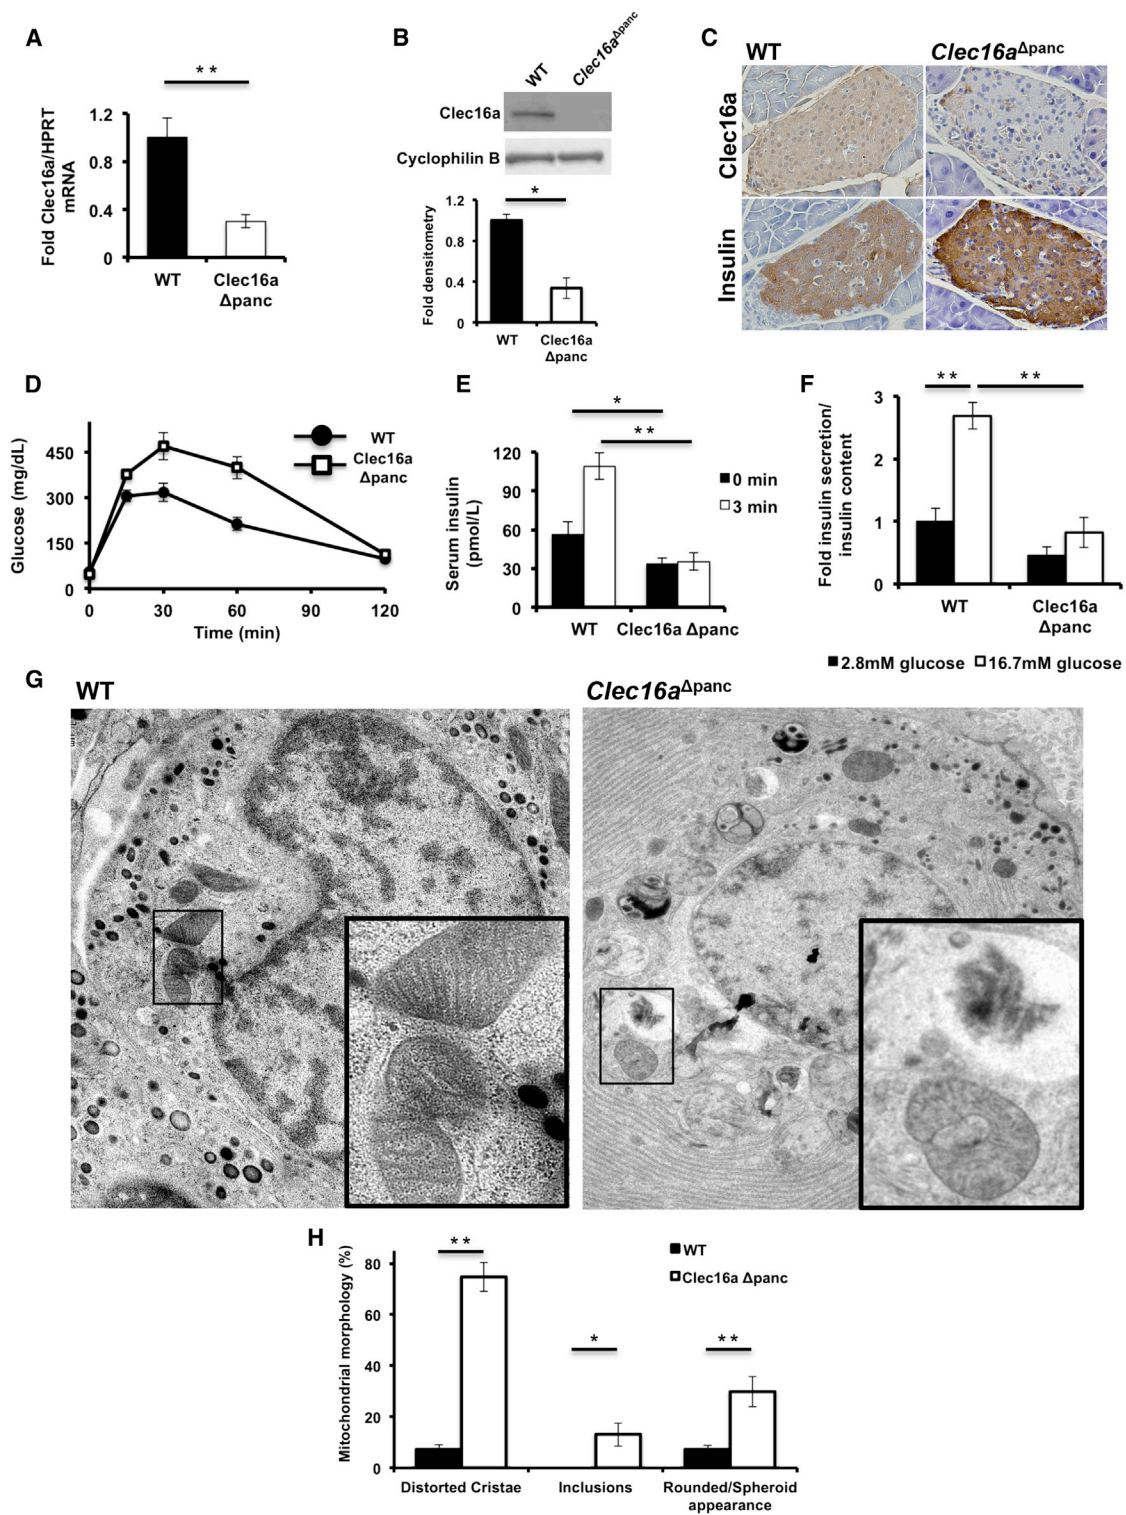 A
**
Fold Clec16a/HPRT
mRNA
1.2
0.8
0.4
0
WT
Clec16a
Δpanc
B
WT
Clec16aΔpanc
Clec16a
Cyclophilin B
*
Fold densitometry
1.2
0.8
0.4
0
WT
Clec16a
Δpanc
C
WT
Clec16aΔpanc
Clec16a
Insulin
D
Glucose (mg/dL)
450
300
150
0
0
30
60
90
120
Time (min)
WT
Clec16a
Δpanc
E
*
**
Serum insulin
(pmol/L)
120
90
60
30
0
0 min
3 min
WT
Clec16a Δpanc
F
**
**
Fold insulin secretion/
insulin content
3
2
1
0
WT
Clec16a
Δpanc
2.8mM glucose
16.7mM glucose
G
WT
Clec16aΔpanc
H
Mitochondrial morphology (%)
80
60
40
20
0
**
*
**
WT
Clec16a Δpanc
Distorted Cristae
Inclusions
Rounded/Spheroid
appearance